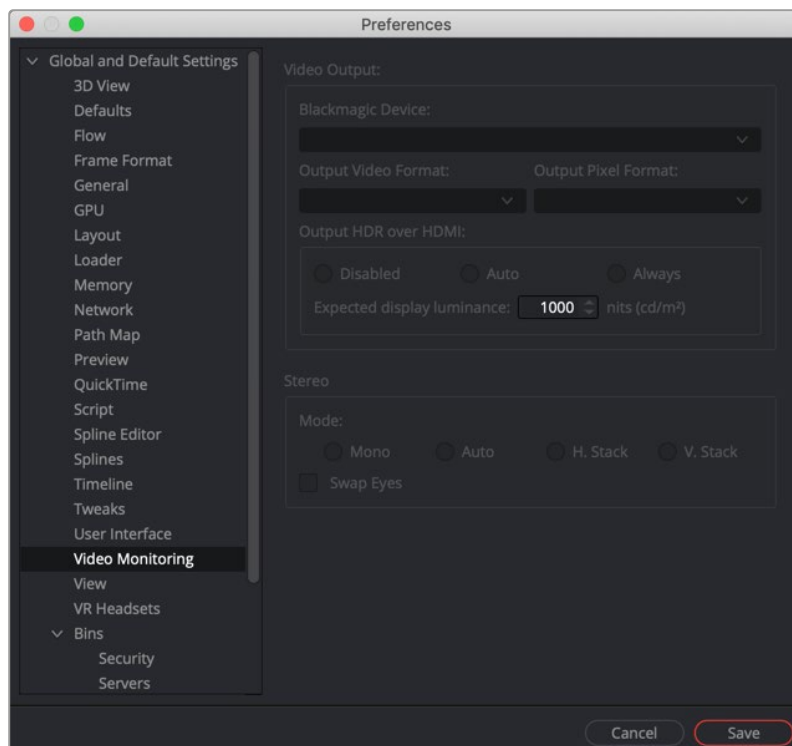 Preferences
Global and Default Settings
3D View
Defaults
Flow
Frame Format
General
GPU
Layout
Loader
Memory
Network
Path Map
Preview
QuickTime
Script
Spline Editor
Splines
Timeline
Tweaks
User Interface
Video Monitoring
View
VR Headsets
Bins
Security
Servers
Video Output:
Blackmagic Device:
Output Video Format: Output Pixel Format:
Output HDR over HDMI:
Disabled Auto Always
Expected display luminance: 1000 nits (cd/m²)
Stereo
Mode:
Mono Auto H. Stack V. Stack
Swap Eyes
Cancel Save